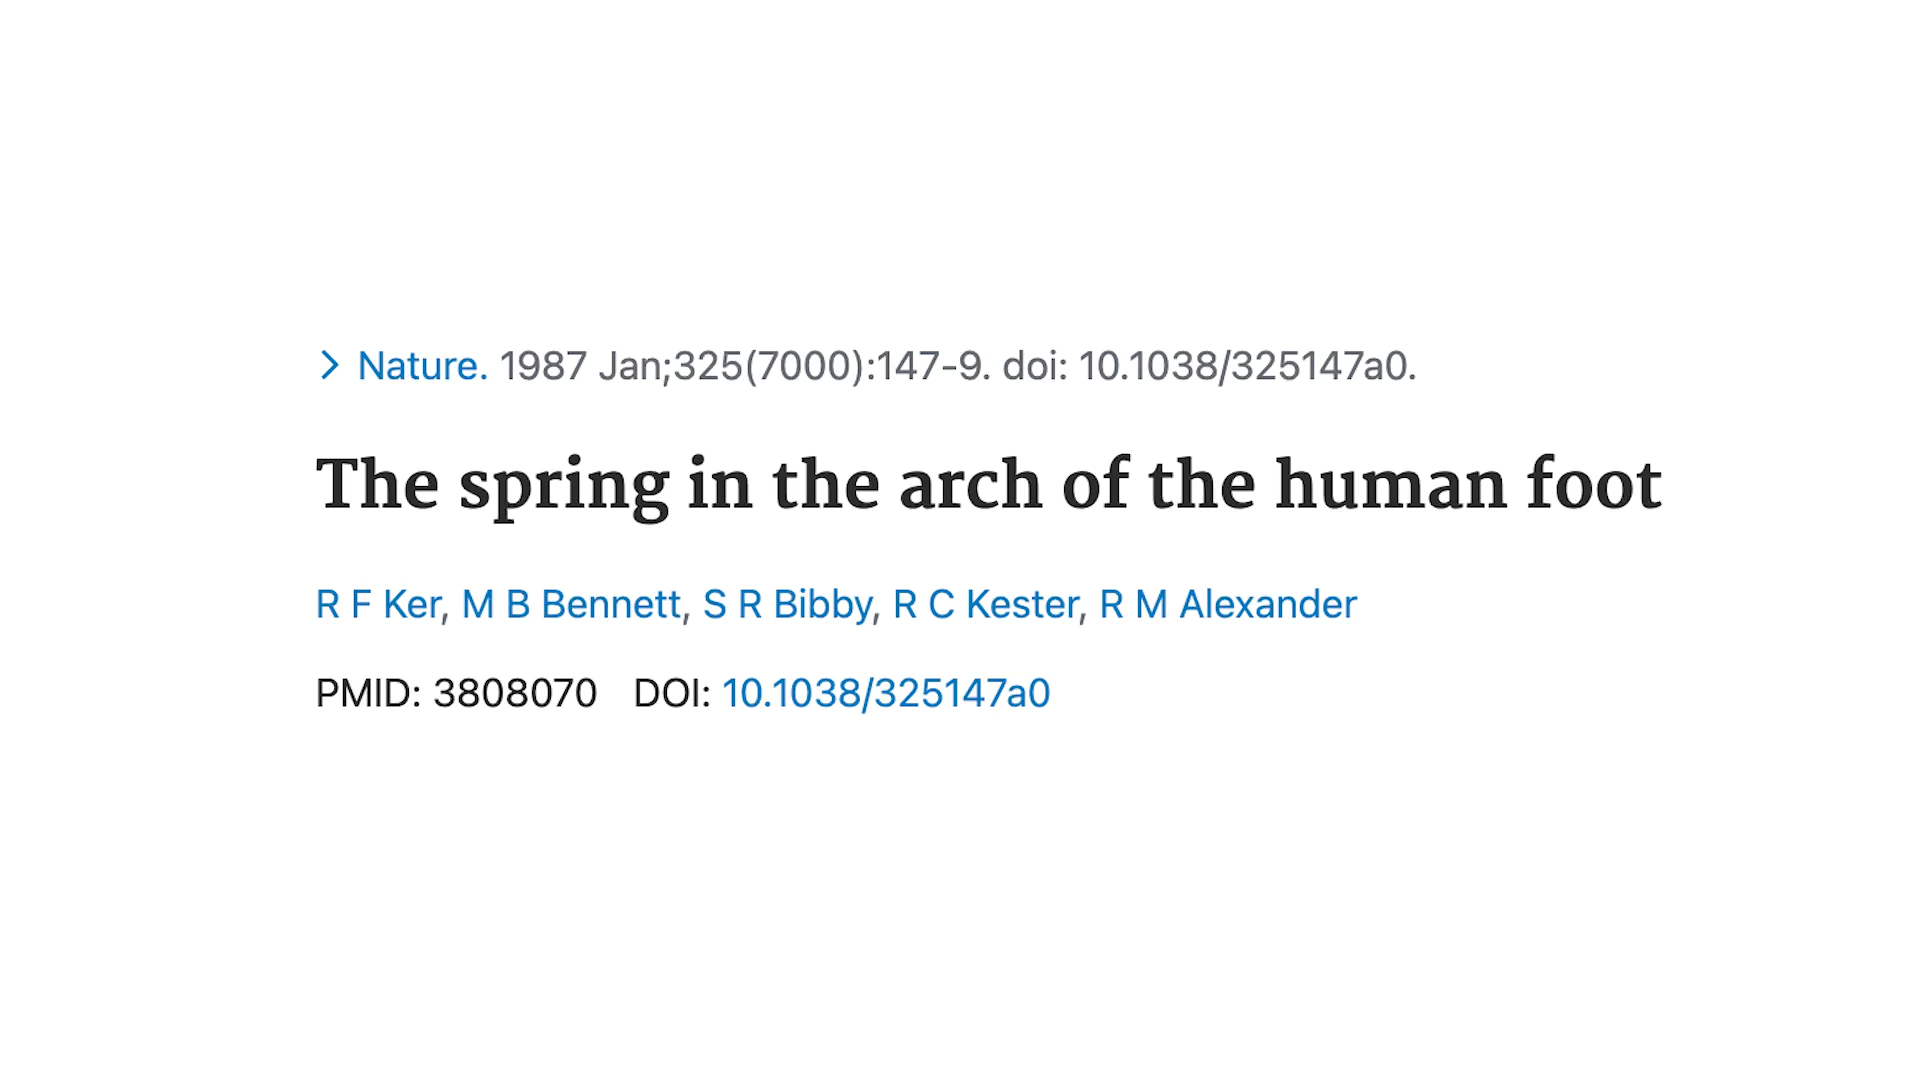 > Nature. 1987 Jan;325(7000):147-9. doi: 10.1038/325147a0.
The spring in the arch of the human foot
R F Ker, M B Bennett, S R Bibby, R C Kester, R M Alexander
PMID: 3808070 DOI: 10.1038/325147a0